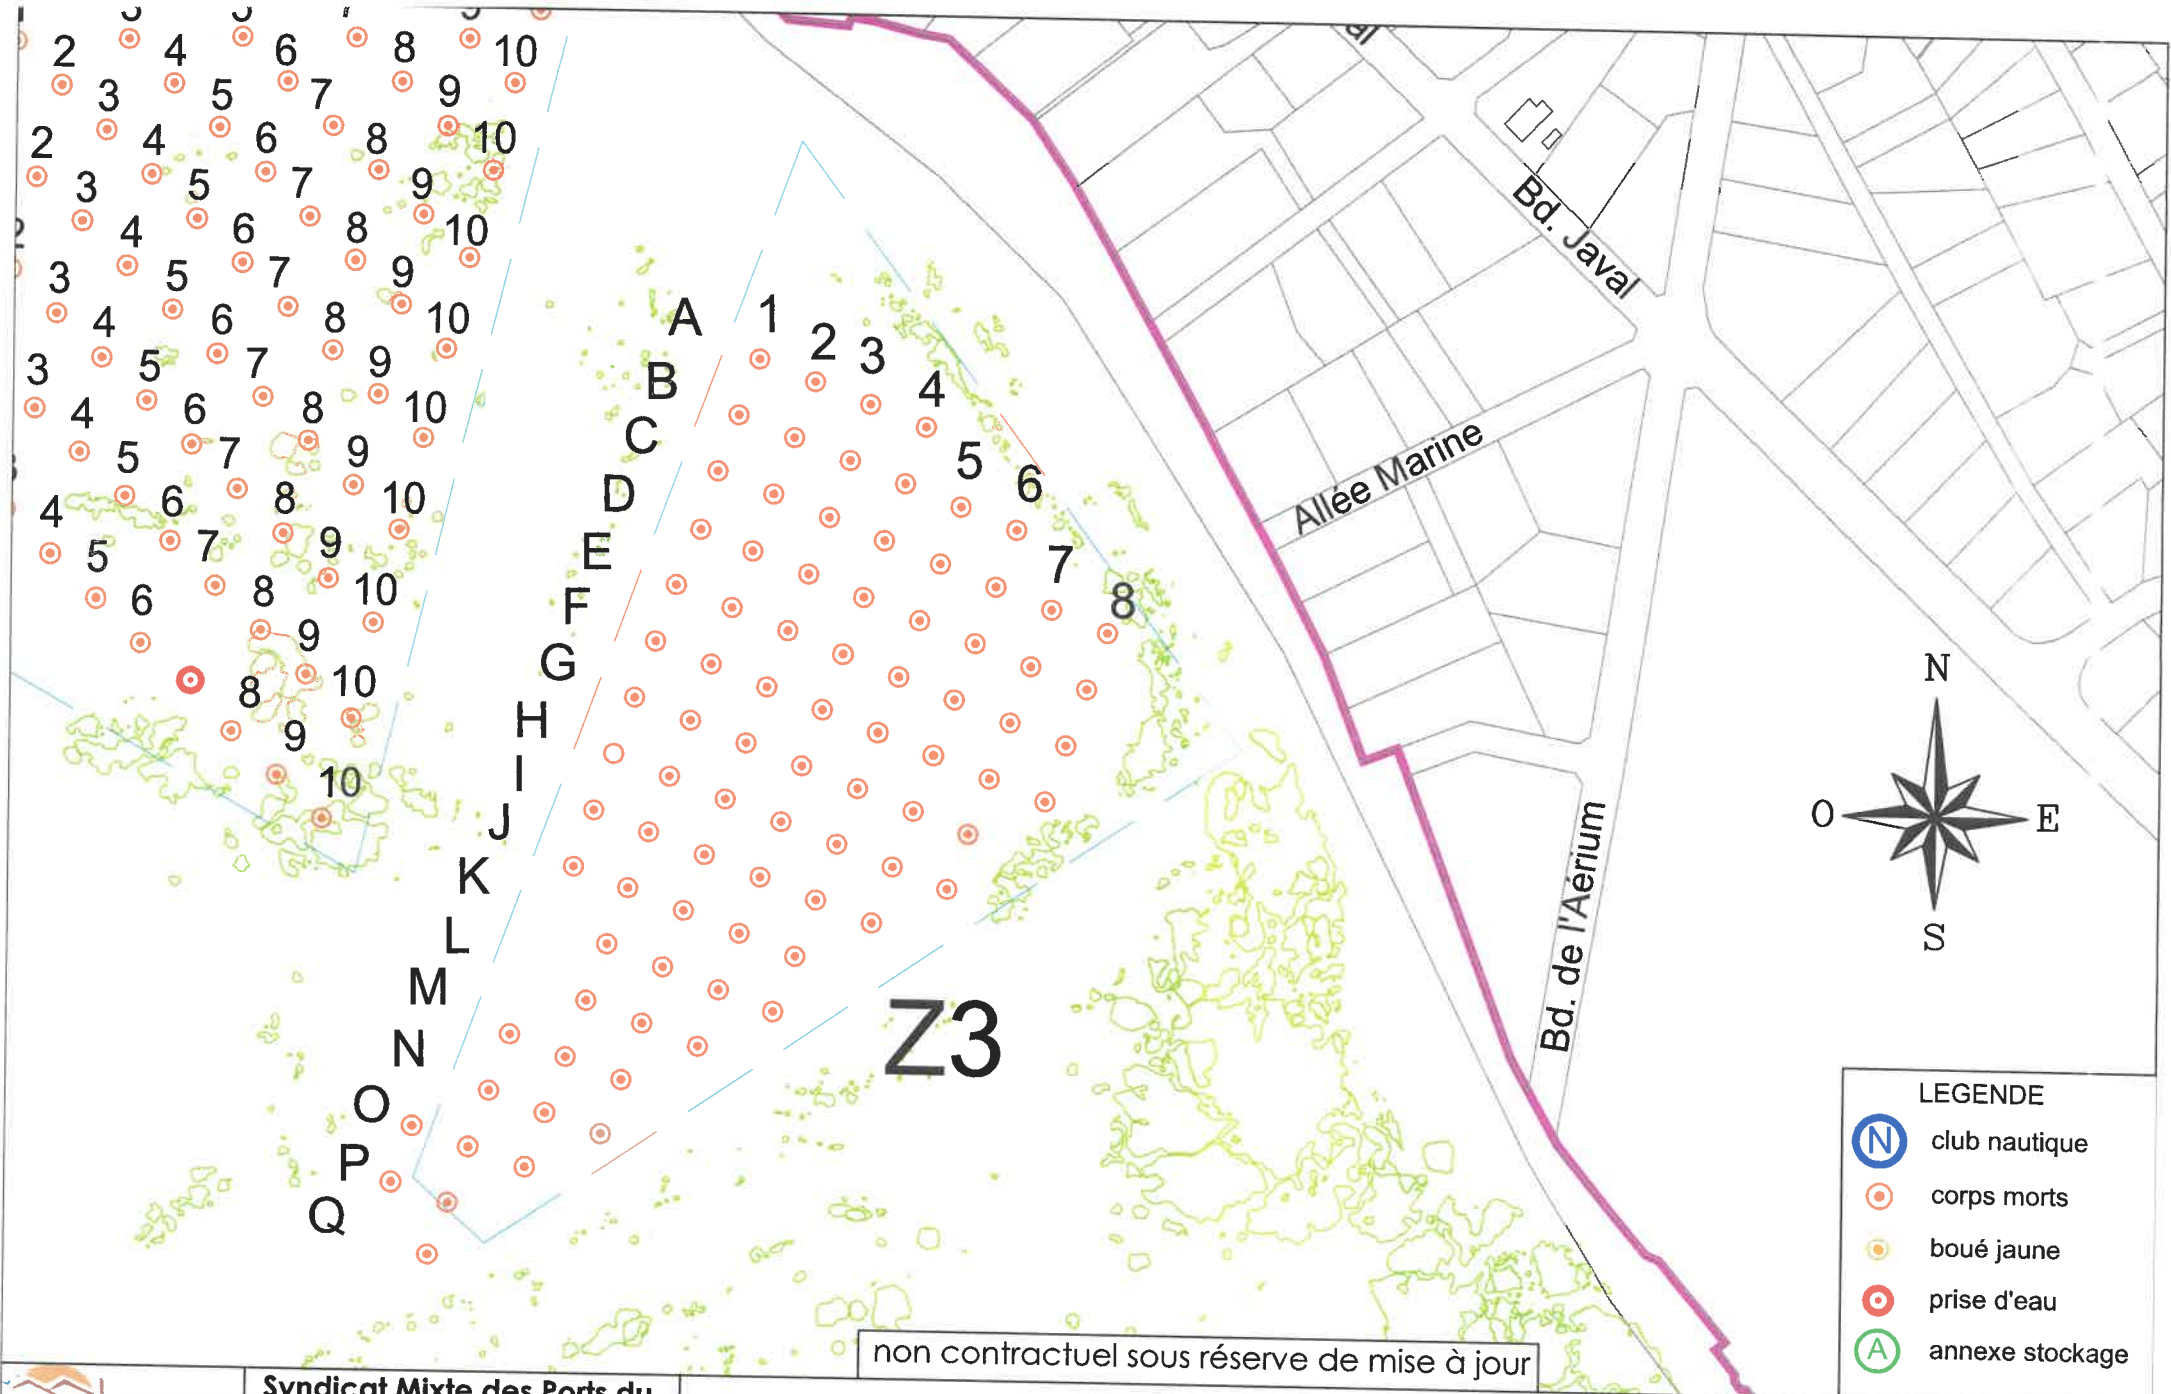 2 4 6 8 10
3 5 7 9
2 4 6 8 10
3 5 7 9
4 6 8 10
3 5 7 9
4 6 8 10
3 5 7 9
4 6 8 10
5 7 9
4 6 8 10
5 7 9
6 8 10
9
8 10
9
10
A 1
2
3
B
4
C
5
D 6
E
7
F 8
G
H
I
J
K
L
M
N
O
P
Q
Z3
Bd. Javal
Allée Marine
Bd. de l'Aérium
N
O E
S
LEGENDE
N club nautique
corps morts
boué jaune
prise d'eau
A annexe stockage
non contractuel sous réserve de mise à jour
Syndicat Mixte des Ports du